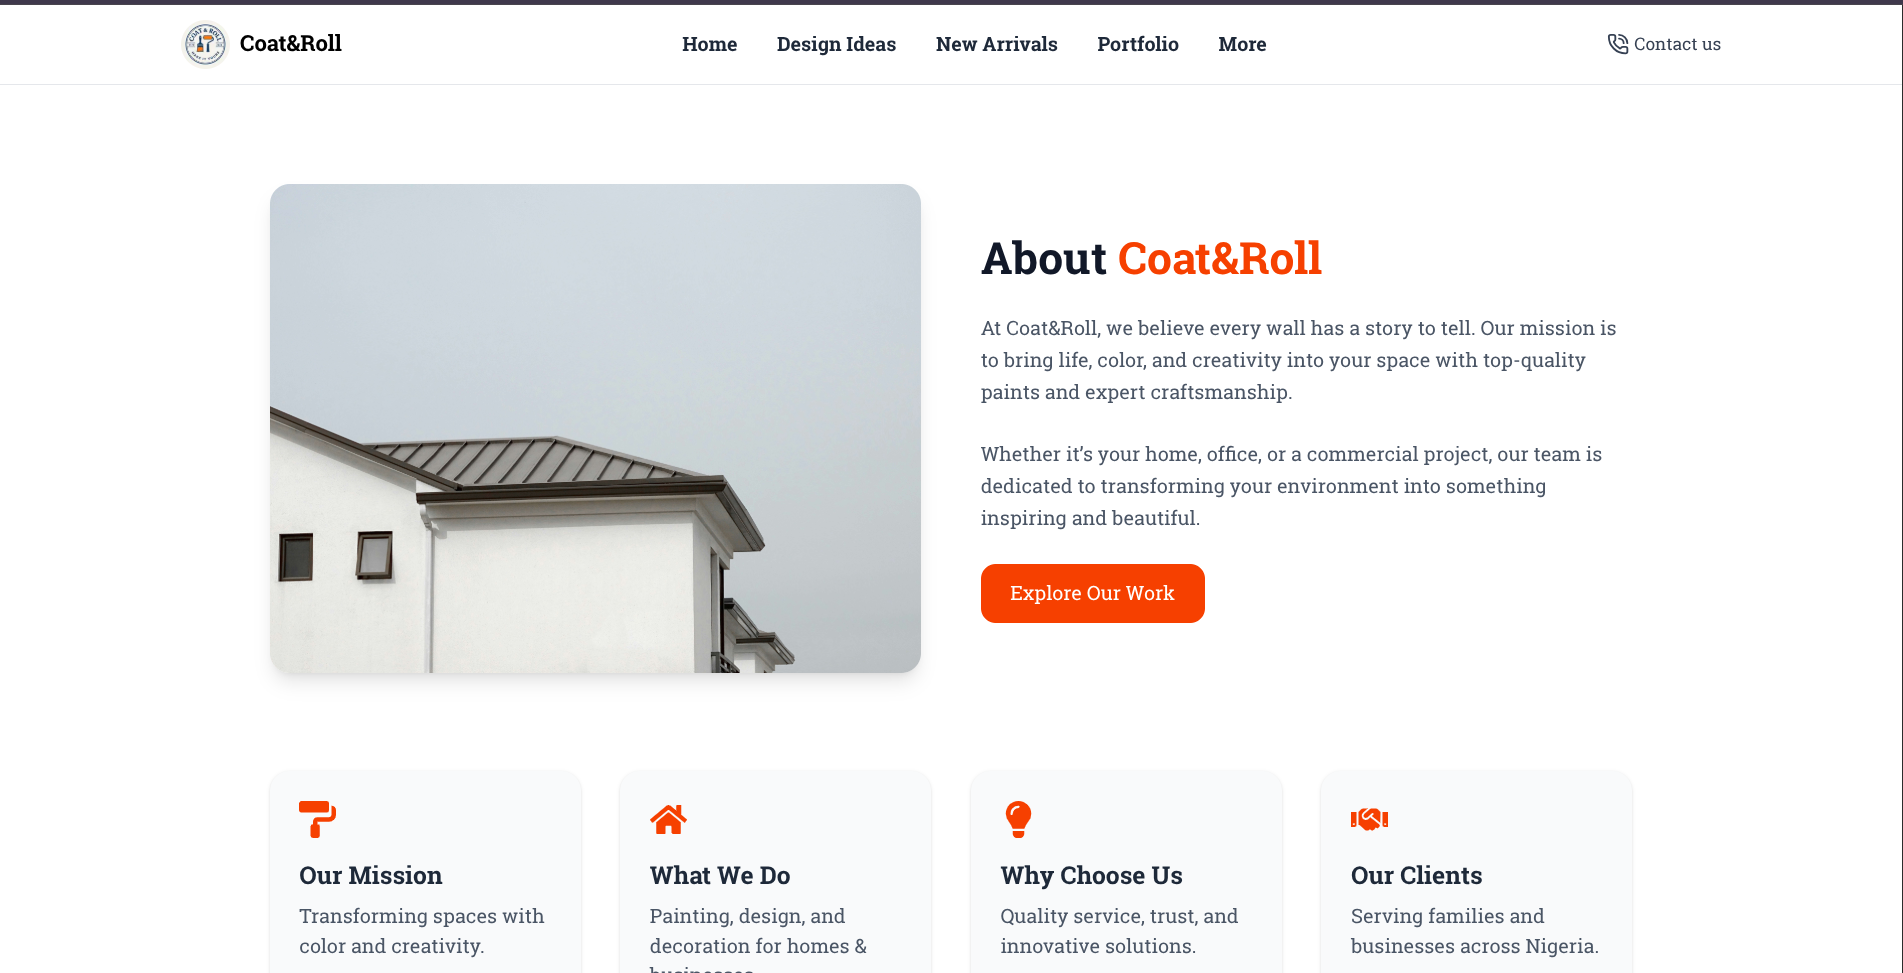 COAT & ROLL
Coat&Roll
Home
Design Ideas
New Arrivals
Portfolio
More
Contact us
About Coat&Roll
At Coat&Roll, we believe every wall has a story to tell. Our mission is
to bring life, color, and creativity into your space with top-quality
paints and expert craftsmanship.
Whether it’s your home, office, or a commercial project, our team is
dedicated to transforming your environment into something
inspiring and beautiful.
Explore Our Work
Our Mission
Transforming spaces with
color and creativity.
What We Do
Painting, design, and
decoration for homes &
Why Choose Us
Quality service, trust, and
innovative solutions.
Our Clients
Serving families and
businesses across Nigeria.